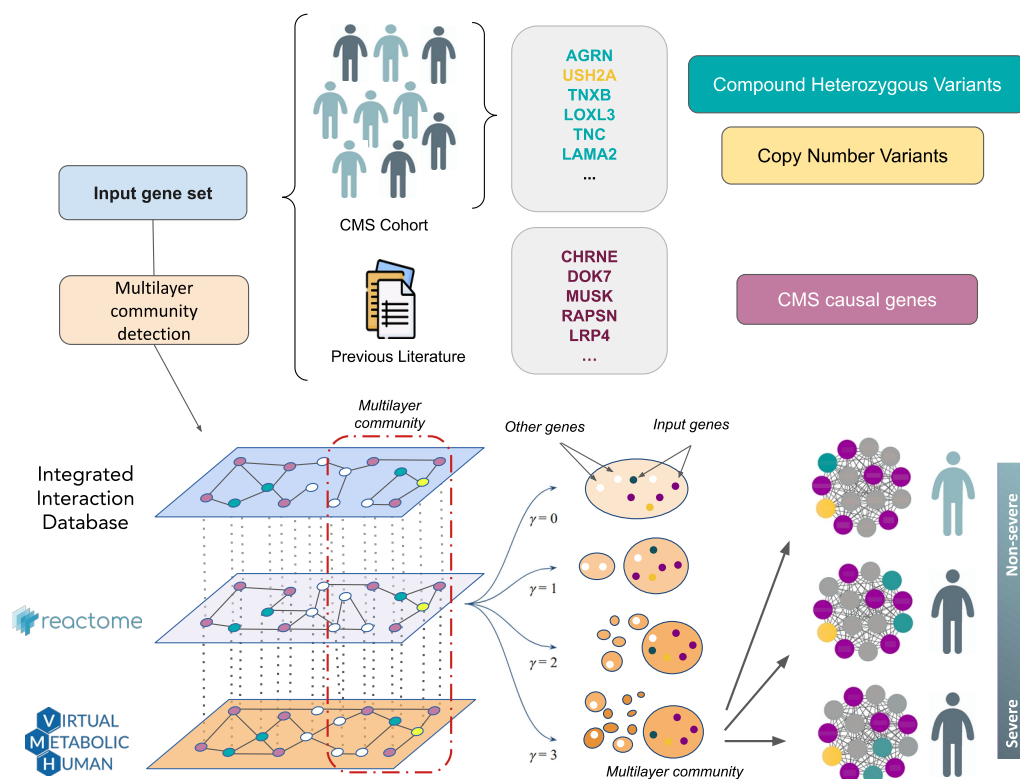 AGRN
USH2A
TNXB
LOXL3
TNC
LAMA2
...
Compound Heterozygous Variants
Copy Number Variants
Input gene set
CMS Cohort
Multilayer
community
detection
Previous Literature
CHRNE
DOK7
MUSK
RAPSN
LRP4
...
CMS causal genes
Multilayer
community
Other genes
Input genes
Integrated
Interaction
Database
γ = 0
reactome
γ = 1
γ = 2
VIRTUAL
METABOLIC
HUMAN
V
M
H
γ = 3
Multilayer community
Non-severe
Severe